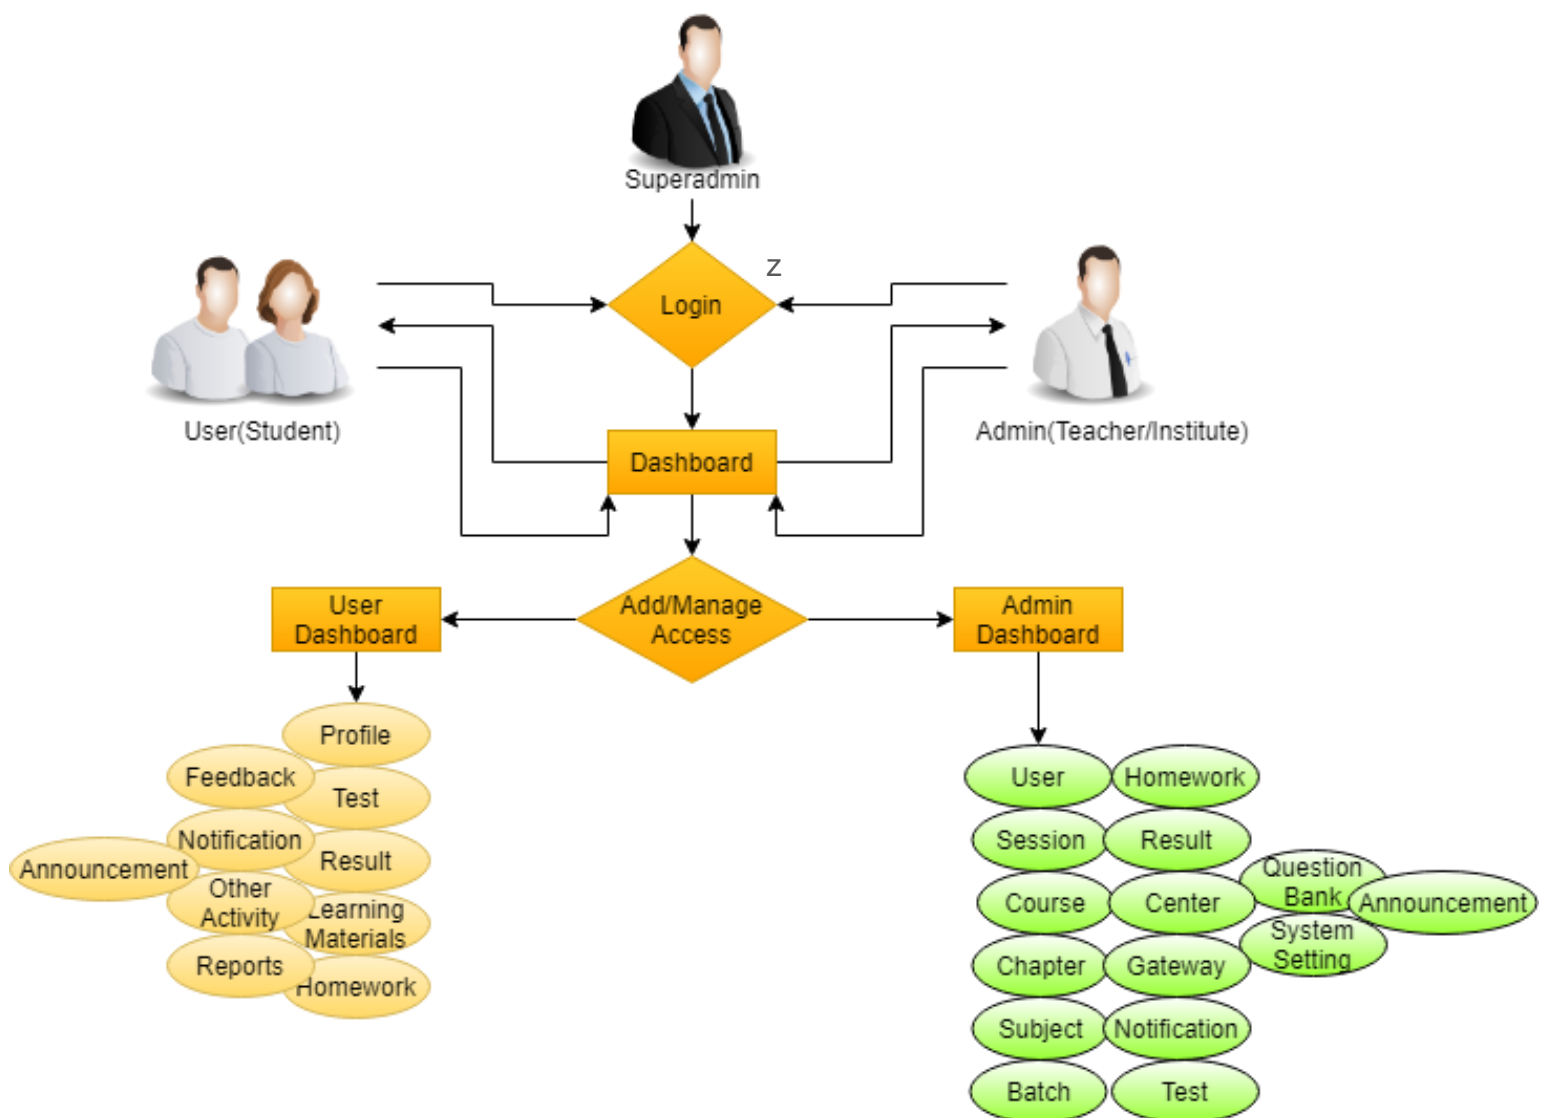 Superadmin
Z
Login
User(Student)
Admin(Teacher/Institute)
Dashboard
User
Dashboard
Add/Manage
Access
Admin
Dashboard
Profile
Feedback
Test
Notification
Result
Announcement
Other
Activity
Learning
Materials
Reports
Homework
User
Homework
Session
Result
Question
Bank
Course
Center
Announcement
System
Setting
Chapter
Gateway
Subject
Notification
Batch
Test